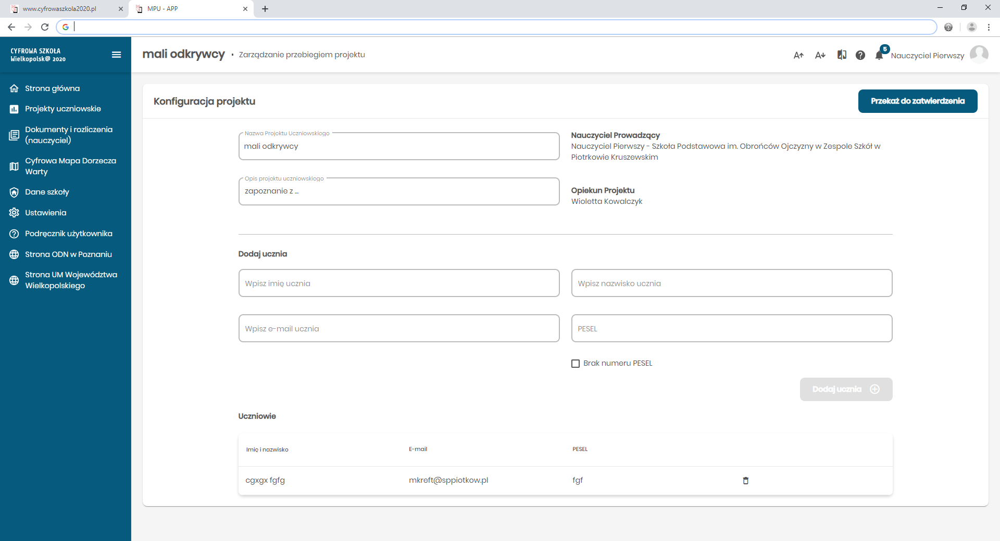 www.cyfrowaszkola2020.pl
MPU - APP
CYFROWA SZKOŁA
Wielkopolsk@ 2020
mali odkrywcy • Zarządzanie przebiegiem projektu
5
Nauczyciel Pierwszy
Strona główna
Projekty uczniowskie
Dokumenty i rozliczenia
(nauczyciel)
Cyfrowa Mapa Dorzecza
Warty
Dane szkoły
Ustawienia
Podręcznik użytkownika
Strona ODN w Poznaniu
Strona UM Województwa
Wielkopolskiego
Konfiguracja projektu
Przekaż do zatwierdzenia
Nazwa Projektu Uczniowskiego
mali odkrywcy
Nauczyciel Prowadzący
Nauczyciel Pierwszy - Szkoła Podstawowa im. Obrońców Ojczyzny w Zespole Szkół w
Piotrkowie Kruszewskim
Opis projektu uczniowskiego
zapoznanie z ...
Opiekun Projektu
Wioletta Kowalczyk
Dodaj ucznia
Wpisz imię ucznia
Wpisz nazwisko ucznia
Wpisz e-mail ucznia
PESEL
Brak numeru PESEL
Dodaj ucznia
Uczniowie
Imię i nazwisko
E-mail
PESEL
cgxgx fgfg
mkreft@sppiotkow.pl
fgf